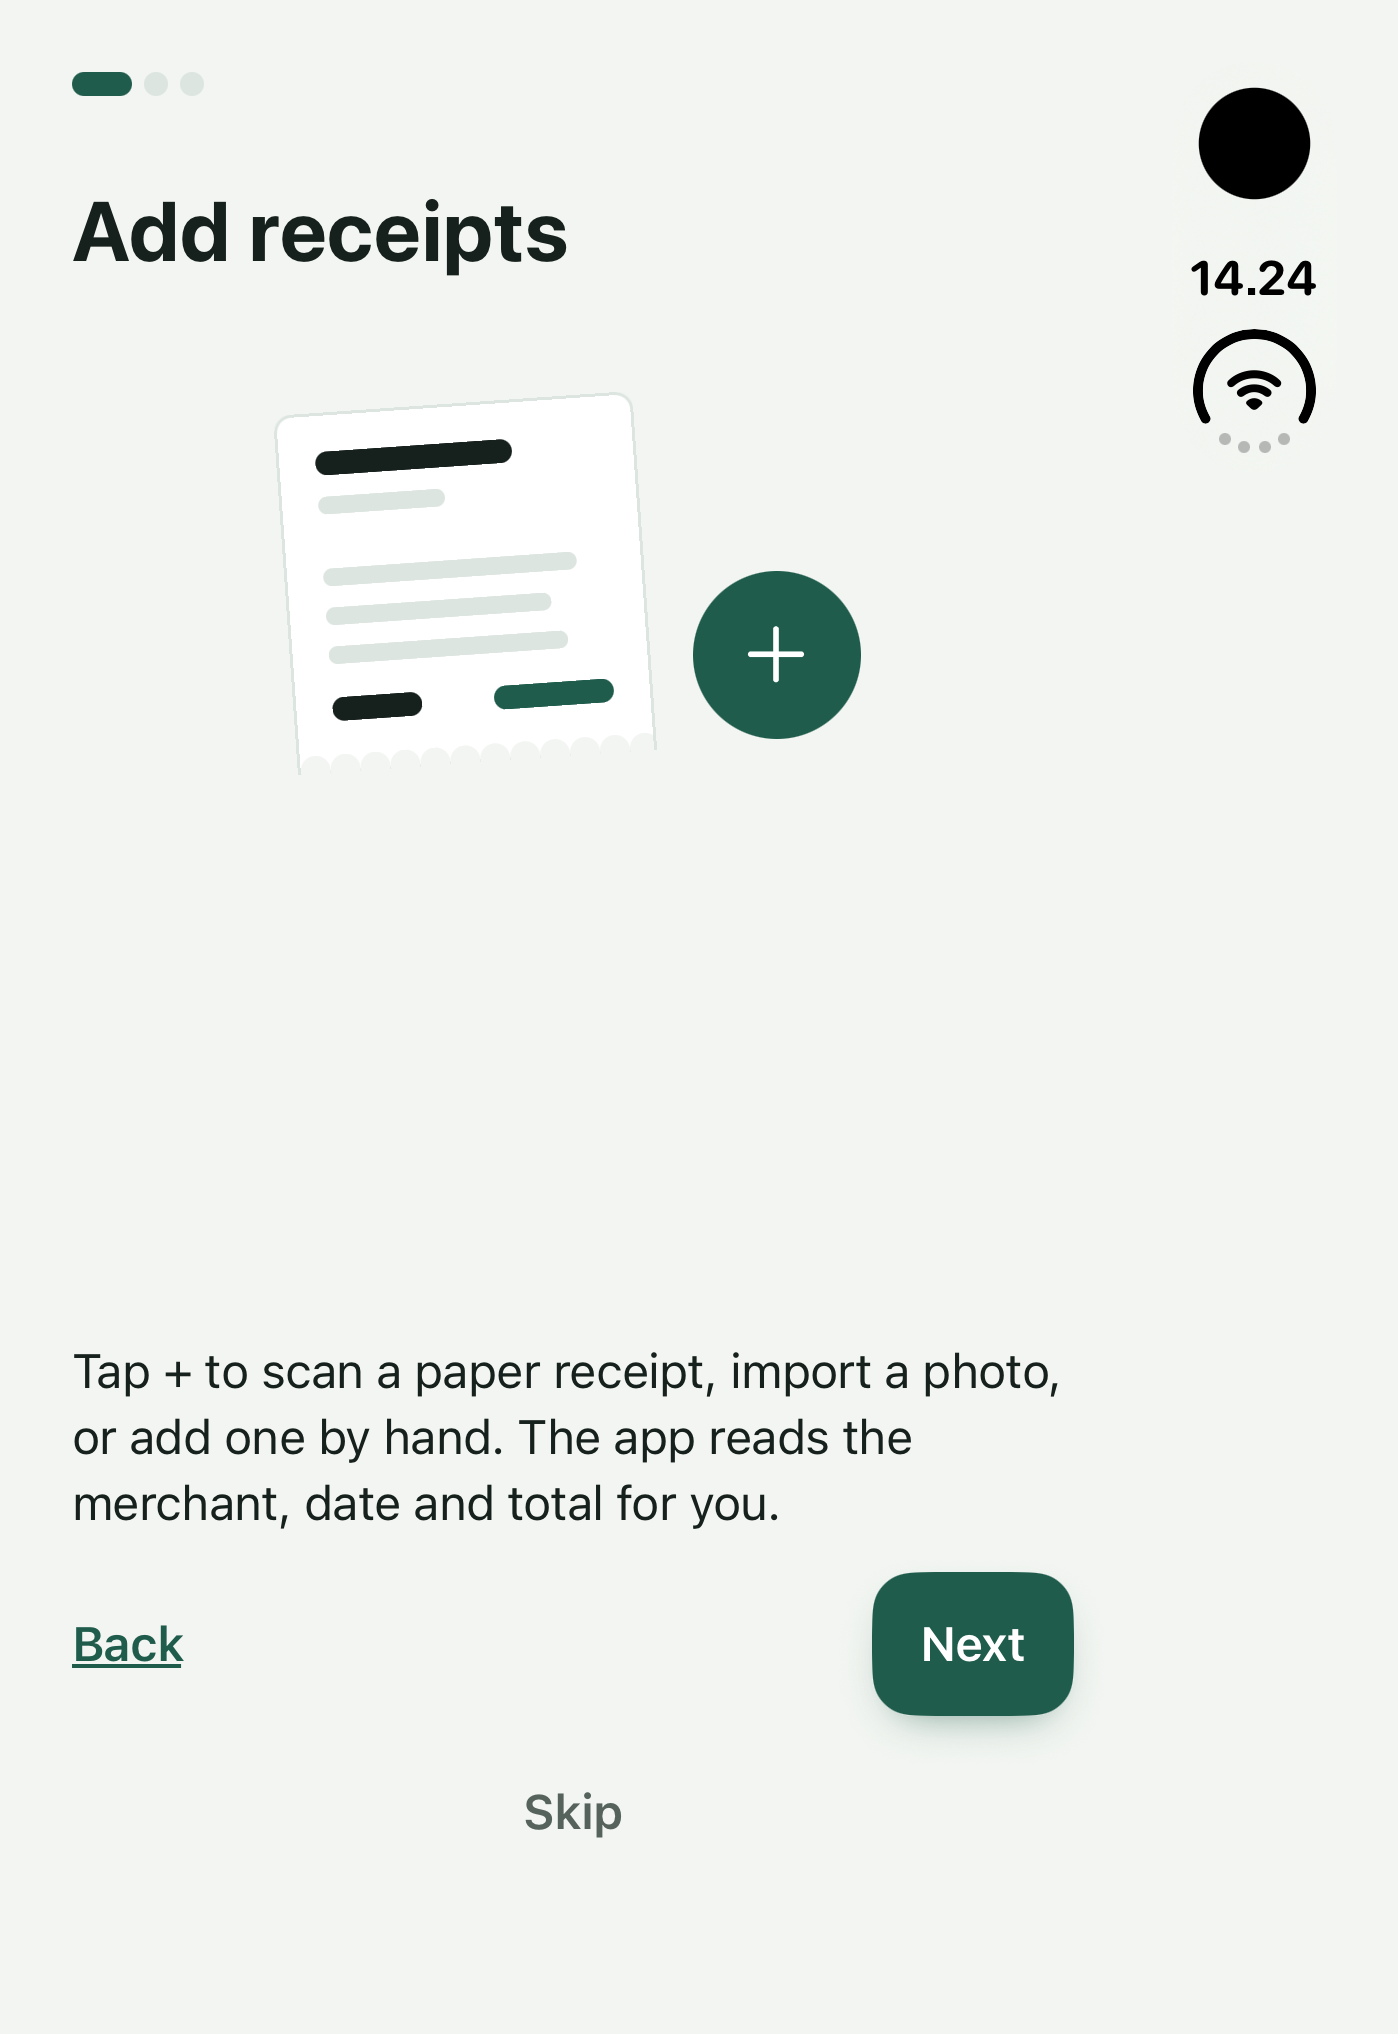 Add receipts
14.24
Tap + to scan a paper receipt, import a photo,
or add one by hand. The app reads the
merchant, date and total for you.
Back
Next
Skip